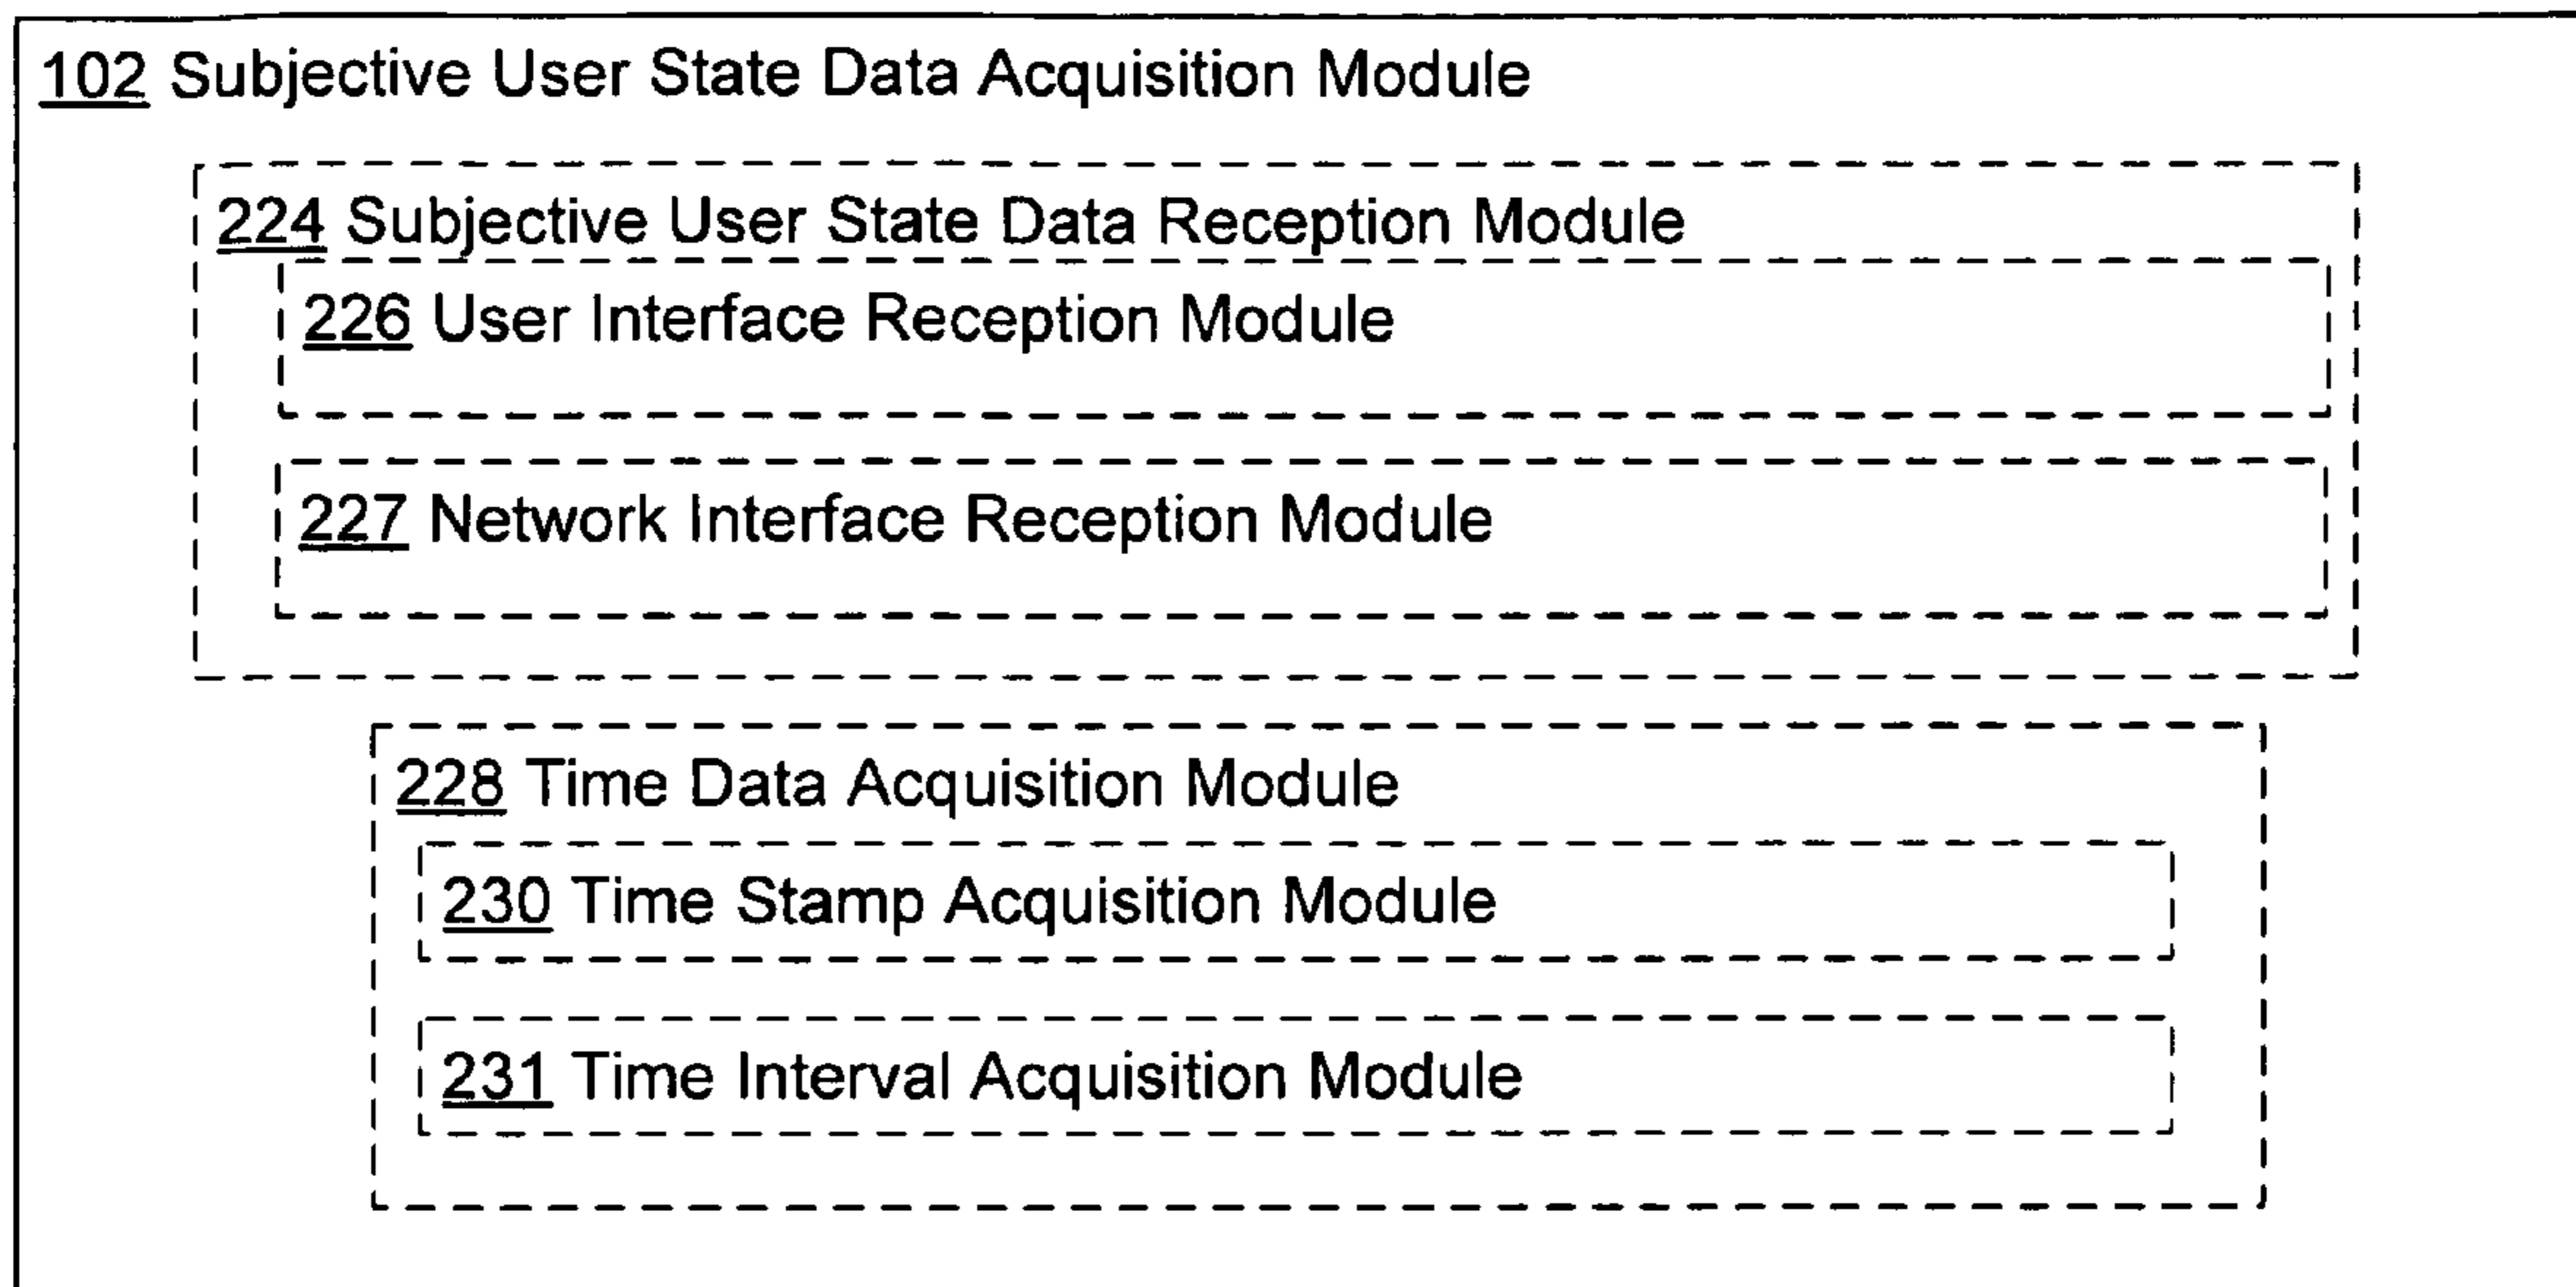 102 Subjective User State Data Acquisition Module
224 Subjective User State Data Reception Module
226 User Interface Reception Module
227 Network Interface Reception Module
228 Time Data Acquisition Module
230 Time Stamp Acquisition Module
231 Time Interval Acquisition Module